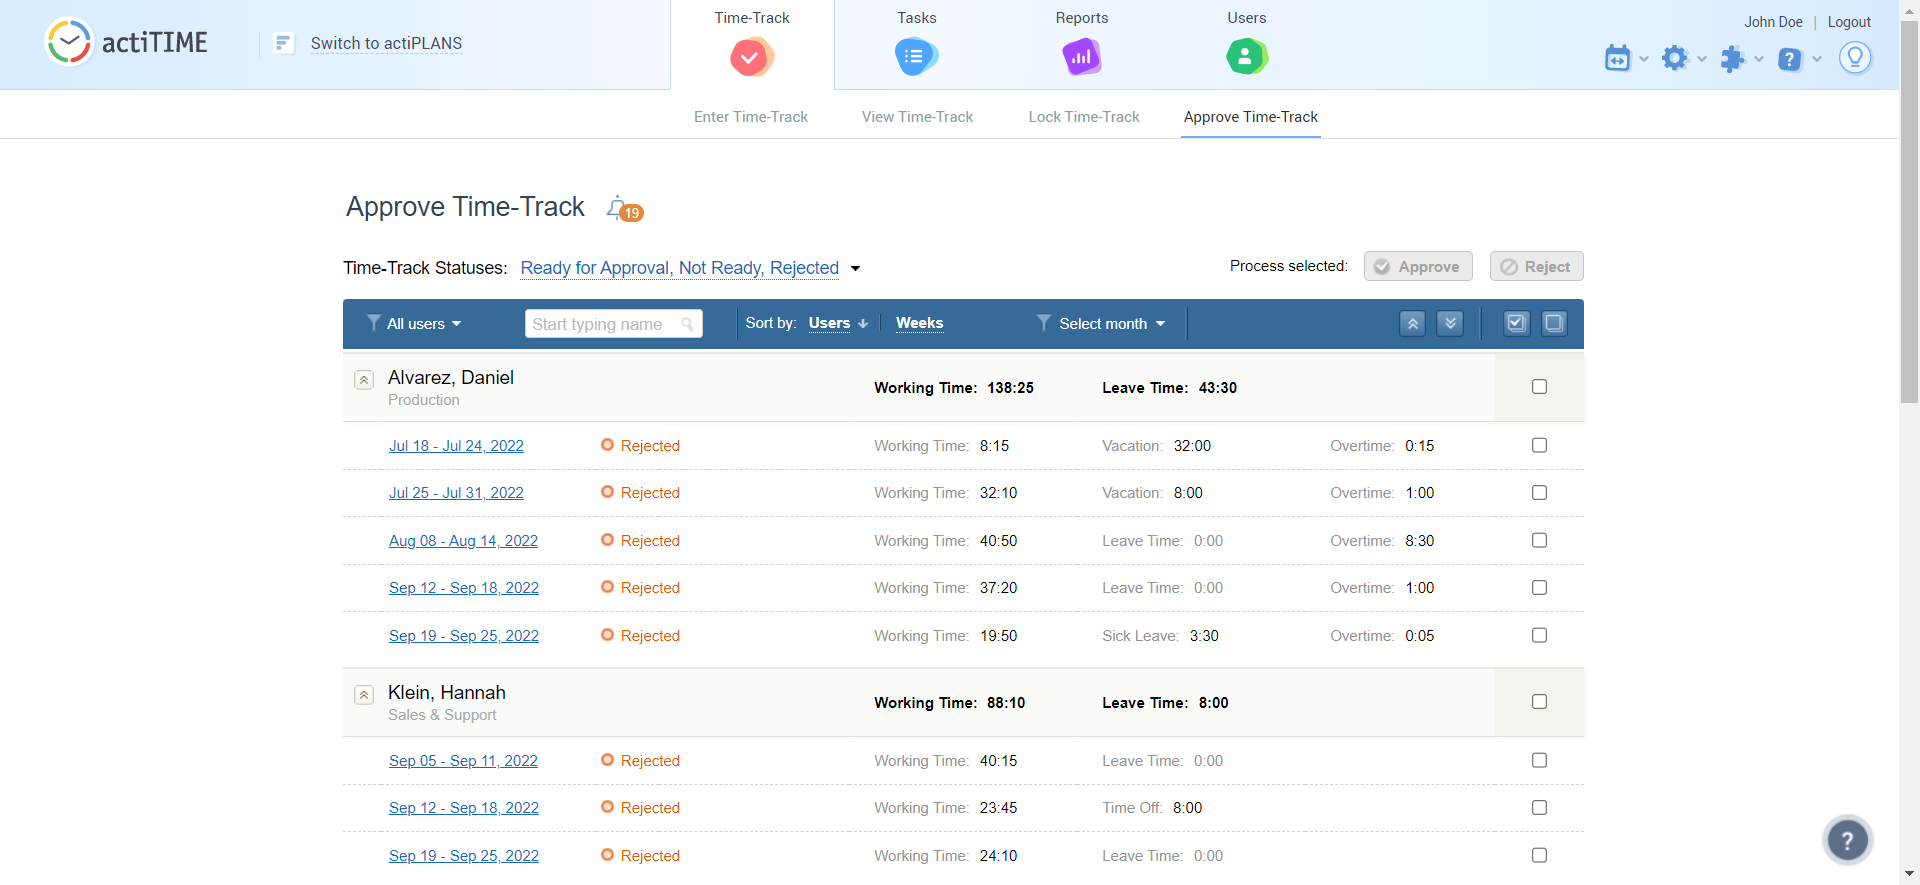 actiTIME
Switch to actiPLANS
Time-Track
Tasks
Reports
Users
John Doe | Logout
Enter Time-Track
View Time-Track
Lock Time-Track
Approve Time-Track
Approve Time-Track 19
Time-Track Statuses: Ready for Approval, Not Ready, Rejected
Process selected: Approve Reject
All users Start typing name Sort by: Users Weeks Select month
Alvarez, Daniel Working Time: 138:25 Leave Time: 43:30
Production
Jul 18 - Jul 24, 2022 Rejected Working Time: 8:15 Vacation: 32:00 Overtime: 0:15
Jul 25 - Jul 31, 2022 Rejected Working Time: 32:10 Vacation: 8:00 Overtime: 1:00
Aug 08 - Aug 14, 2022 Rejected Working Time: 40:50 Leave Time: 0:00 Overtime: 8:30
Sep 12 - Sep 18, 2022 Rejected Working Time: 37:20 Leave Time: 0:00 Overtime: 1:00
Sep 19 - Sep 25, 2022 Rejected Working Time: 19:50 Sick Leave: 3:30 Overtime: 0:05
Klein, Hannah Working Time: 88:10 Leave Time: 8:00
Sales & Support
Sep 05 - Sep 11, 2022 Rejected Working Time: 40:15 Leave Time: 0:00
Sep 12 - Sep 18, 2022 Rejected Working Time: 23:45 Time Off: 8:00
Sep 19 - Sep 25, 2022 Rejected Working Time: 24:10 Leave Time: 0:00
?